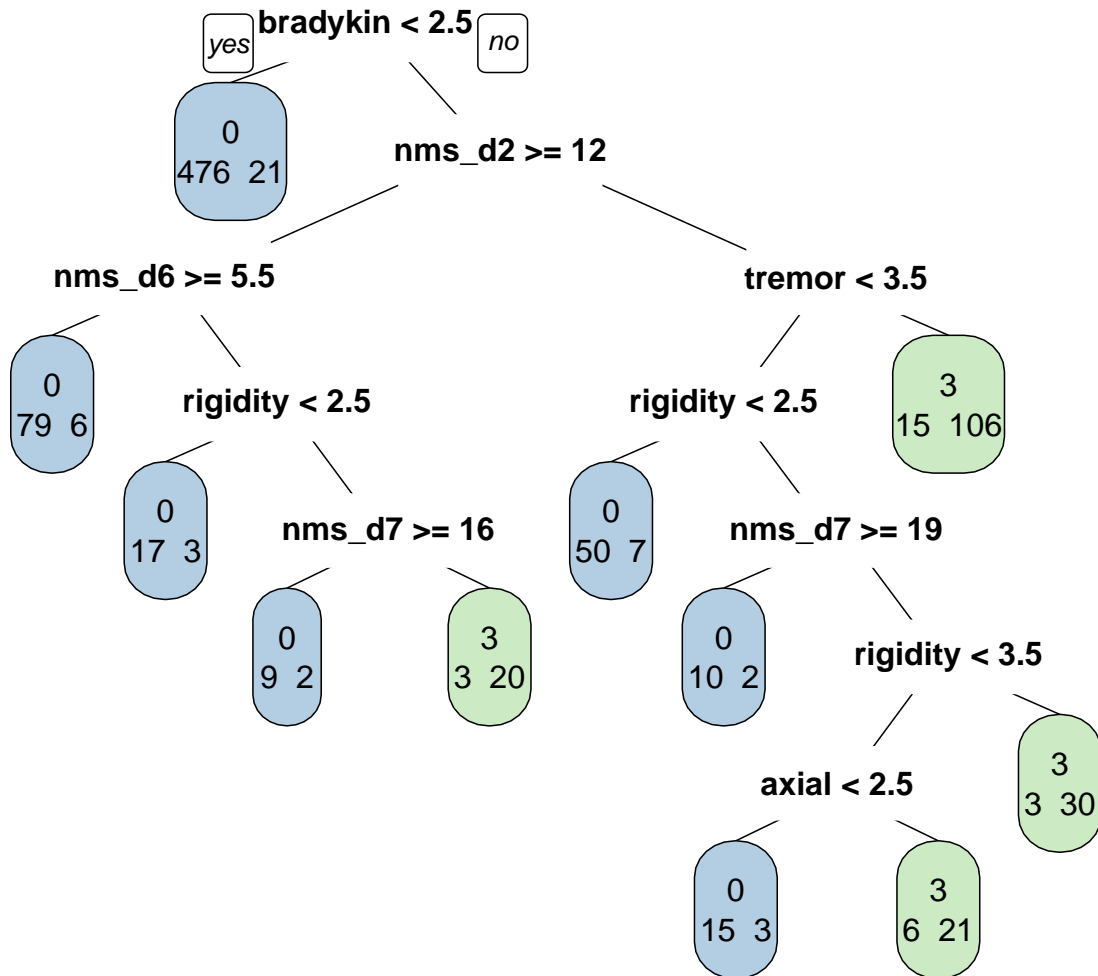 bradykin < 2.5
yes
no
0
476 21
nms_d2 >= 12
nms_d6 >= 5.5
tremor < 3.5
0
79 6
rigidity < 2.5
rigidity < 2.5
3
15 106
0
17 3
nms_d7 >= 16
0
50 7
nms_d7 >= 19
0
9 2
3
3 20
0
10 2
rigidity < 3.5
axial < 2.5
3
3 30
0
15 3
3
6 21